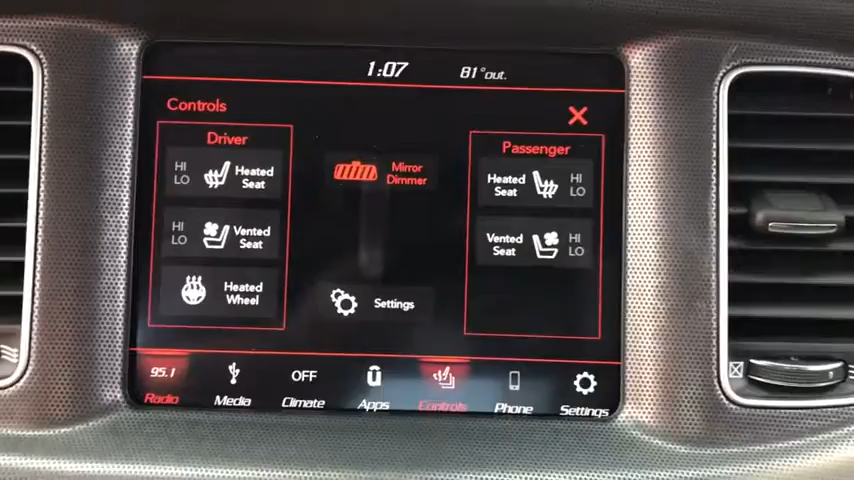 1:07 81°out.
Controls X
Driver
HI
LO
Heated
Seat
HI
LO
Vented
Seat
Heated
Wheel
Mirror
Dimmer
Settings
Passenger
Heated
Seat
HI
LO
Vented
Seat
HI
LO
95.1
Radio
Media
OFF
Climate
Apps
Controls
Phone
Settings